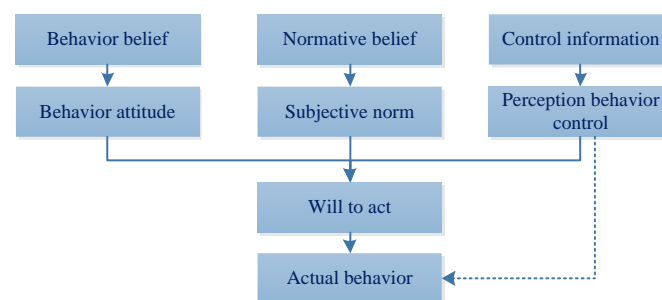 Behavior belief
Normative belief
Control information
Behavior attitude
Subjective norm
Perception behavior
control
Will to act
Actual behavior